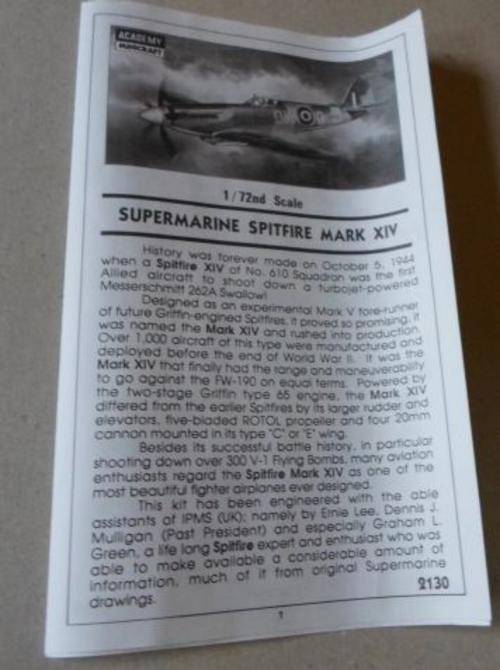 ACADEMY
MINICRAFT
1/72nd Scale
SUPERMARINE SPITFIRE MARK XIV
History was forever made on October 5, 1944
when a Spitfire XIV of No. 610 Squadron was the first
Allied aircraft to shoot down a turbojet-powered
Messerschmitt 262A Swallow!
Designed as an experimental Mark V fore-runner
of future Griffin-engined Spitfires, it proved so promising, it
was named the Mark XIV and rushed into production.
Over 1,000 aircraft of this type were manufactured and
deployed before the end of World War II. It was the
Mark XIV that finally had the range and maneuverability
to go against the FW-190 on equal terms. Powered by
the two-stage Griffin type 65 engine, the Mark XIV
differed from the earlier Spitfires by its larger rudder and
elevators, five-bladed ROTOL propeller and four 20mm
cannon mounted in its type "C" or "E" wing.
Besides its successful battle history, in particular
shooting down over 300 V-1 Flying Bombs, many aviation
enthusiasts regard the Spitfire Mark XIV as one of the
most beautiful fighter airplanes ever designed.
This kit has been engineered with the able
assistants of IPMS (UK); namely by Ernie Lee, Dennis J.
Mulligan (Past President) and especially Graham L.
Green, a life long Spitfire expert and enthusiast who was
able to make available a considerable amount of
information, much of it from original Supermarine
drawings.
2130
1